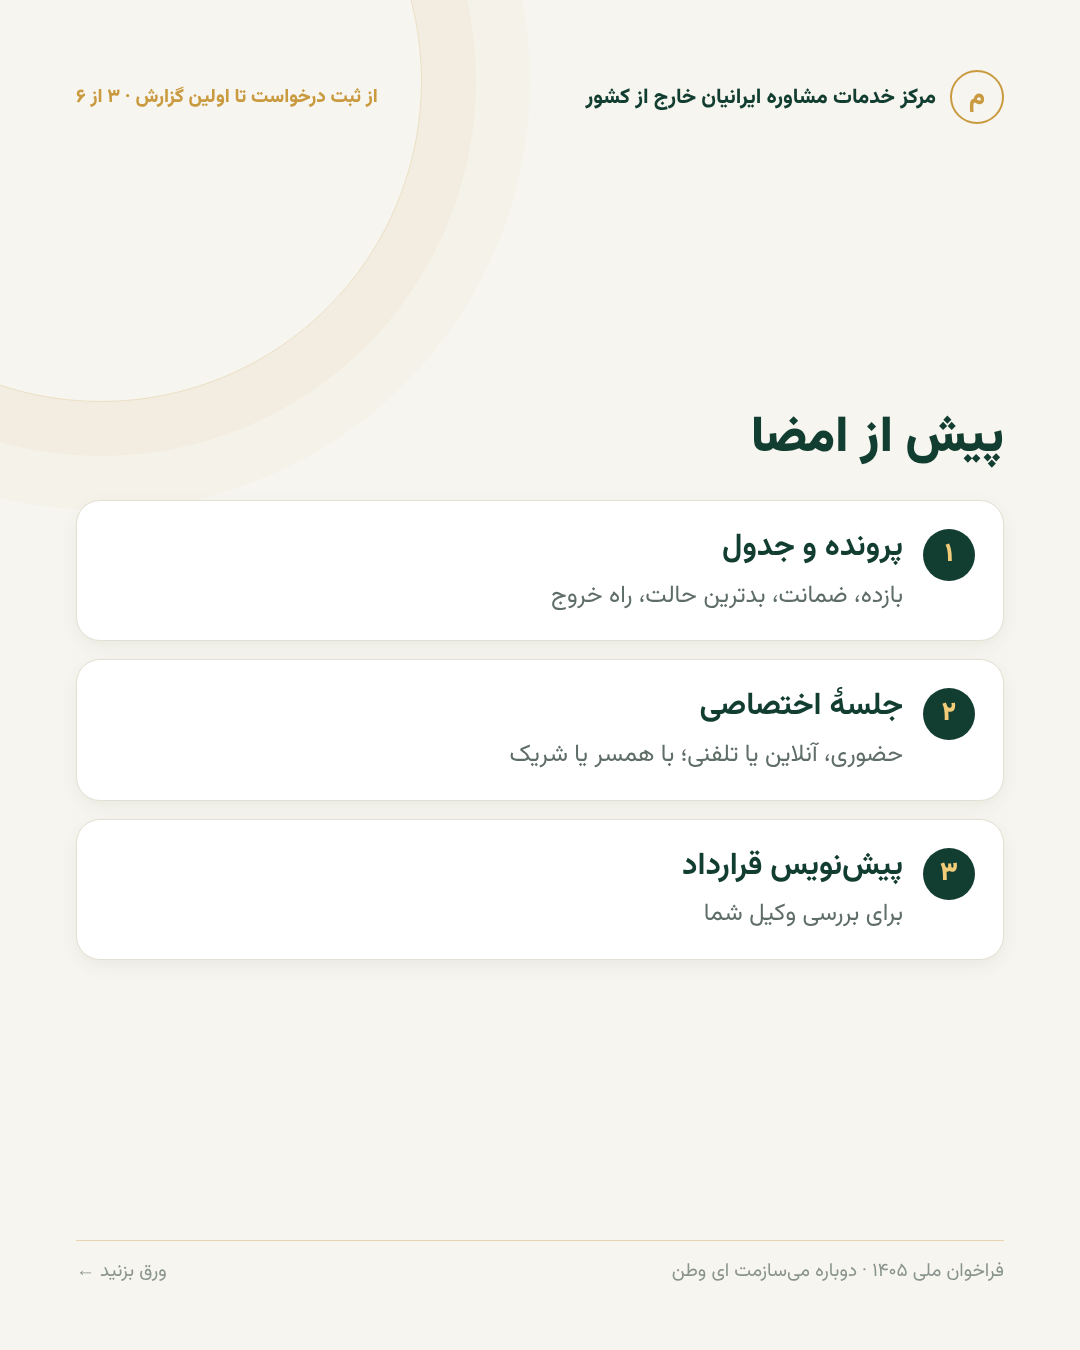 م
مرکز خدمات مشاوره ایرانیان خارج از کشور
از ثبت درخواست تا اولین گزارش · ۳ از ۶
پیش از امضا
۱
پرونده و جدول
بازده، ضمانت، بدترین حالت، راه خروج
۲
جلسهٔ اختصاصی
حضوری، آنلاین یا تلفنی؛ با همسر یا شریک
۳
پیش‌نویس قرارداد
برای بررسی وکیل شما
فراخوان ملی ۱۴۰۵ · دوباره می‌سازمت ای وطن
ورق بزنید ←